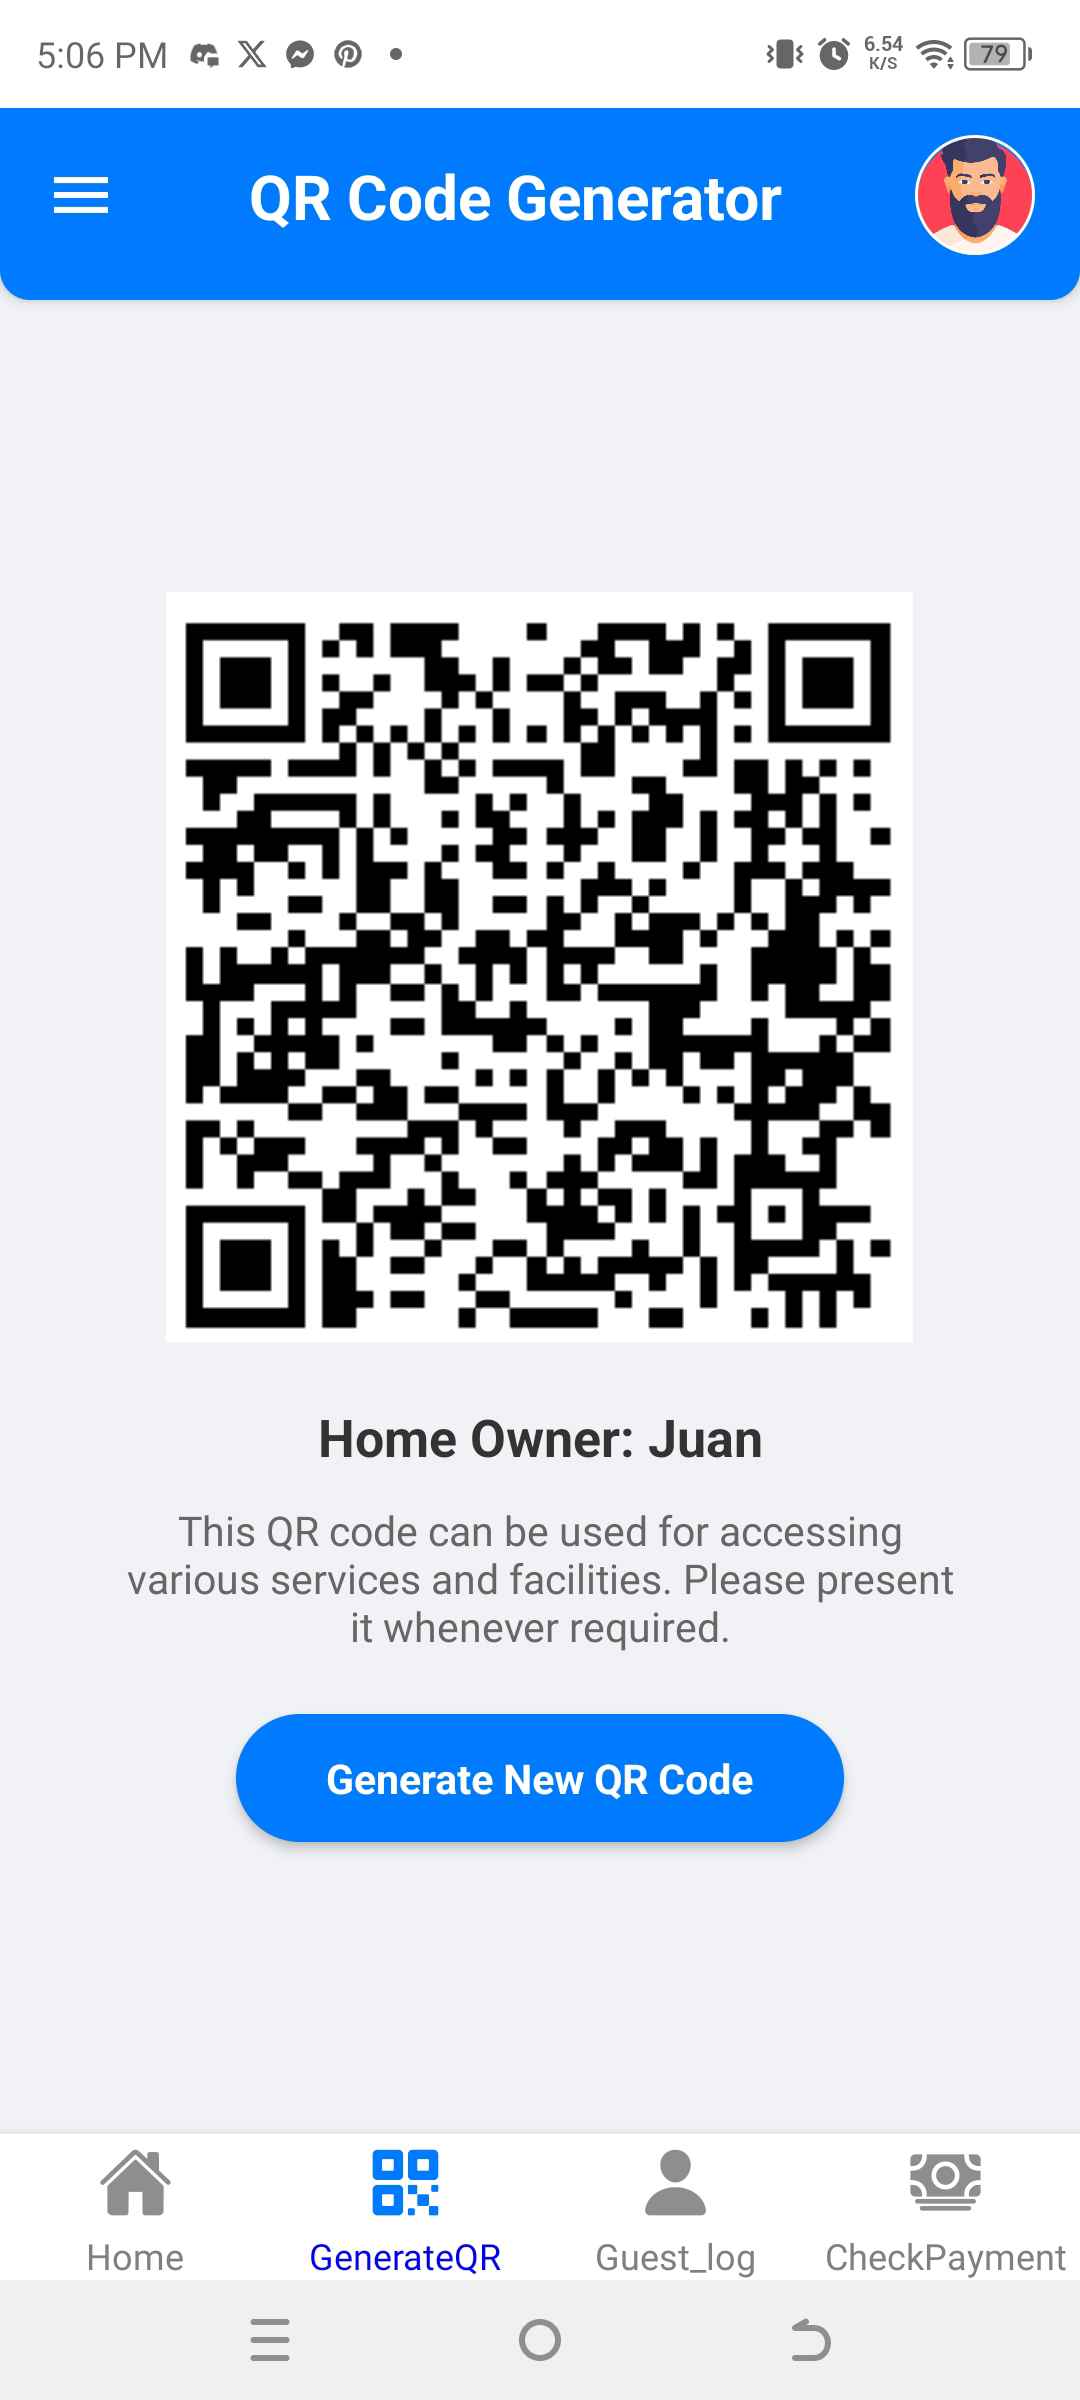 5:06 PM
6.54
K/S
79
QR Code Generator
Home Owner: Juan
This QR code can be used for accessing
various services and facilities. Please present
it whenever required.
Generate New QR Code
Home
GenerateQR
Guest_log
CheckPayment